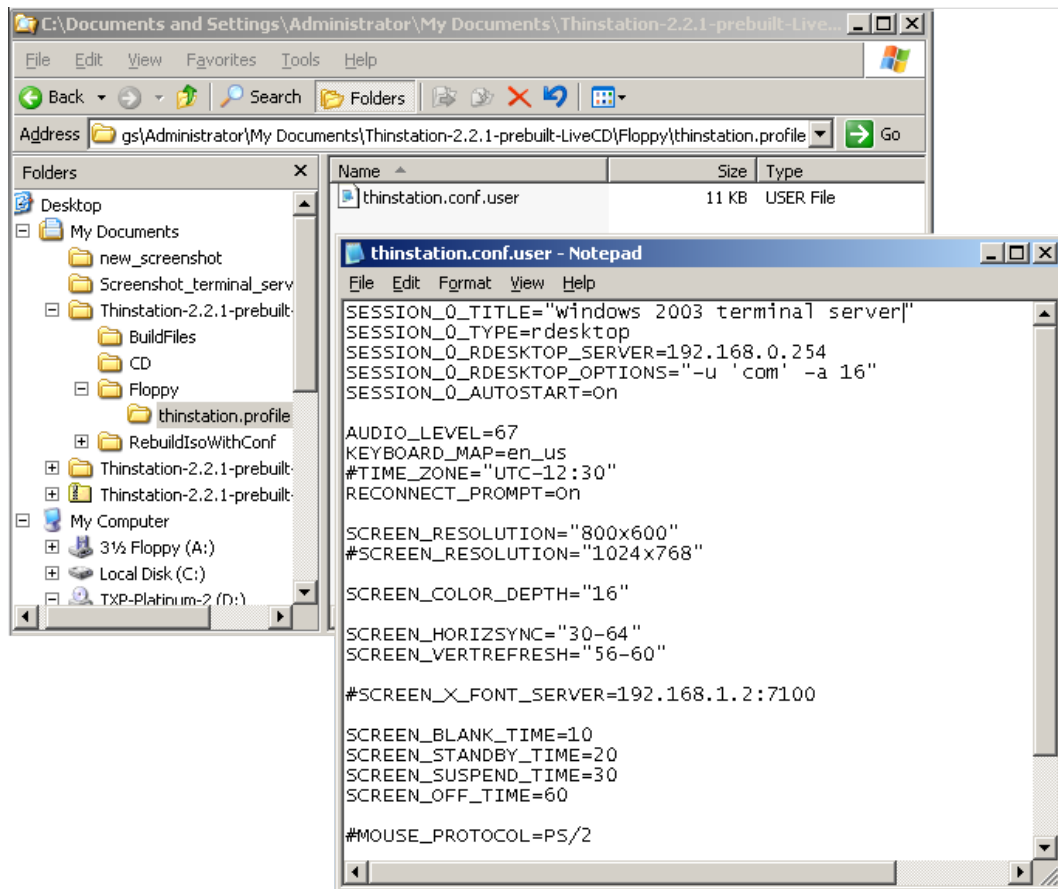 C:\Documents and Settings\Administrator\My Documents\Thinstation-2.2.1-prebuilt-Live...
File Edit View Favorites Tools Help
Back Search Folders
Address gs\Administrator\My Documents\Thinstation-2.2.1-prebuilt-LiveCD\Floppy\thinstation.profile Go
Folders
Desktop
My Documents
new_screenshot
Screenshot_terminal_serv
Thinstation-2.2.1-prebuilt-
BuildFiles
CD
Floppy
thinstation.profile
RebuildIsoWithConf
Thinstation-2.2.1-prebuilt-
Thinstation-2.2.1-prebuilt-
My Computer
3½ Floppy (A:)
Local Disk (C:)
TXP-Platinum-2 (D:)
Name Size Type
thinstation.conf.user 11 KB USER File
thinstation.conf.user - Notepad
File Edit Format View Help
SESSION_0_TITLE="Windows 2003 terminal server"
SESSION_0_TYPE=rdesktop
SESSION_0_RDESKTOP_SERVER=192.168.0.254
SESSION_0_RDESKTOP_OPTIONS="-u 'com' -a 16"
SESSION_0_AUTOSTART=On
AUDIO_LEVEL=67
KEYBOARD_MAP=en_us
#TIME_ZONE="UTC-12:30"
RECONNECT_PROMPT=On
SCREEN_RESOLUTION="800x600"
#SCREEN_RESOLUTION="1024x768"
SCREEN_COLOR_DEPTH="16"
SCREEN_HORIZSYNC="30-64"
SCREEN_VERTREFRESH="56-60"
#SCREEN_X_FONT_SERVER=192.168.1.2:7100
SCREEN_BLANK_TIME=10
SCREEN_STANDBY_TIME=20
SCREEN_SUSPEND_TIME=30
SCREEN_OFF_TIME=60
#MOUSE_PROTOCOL=PS/2